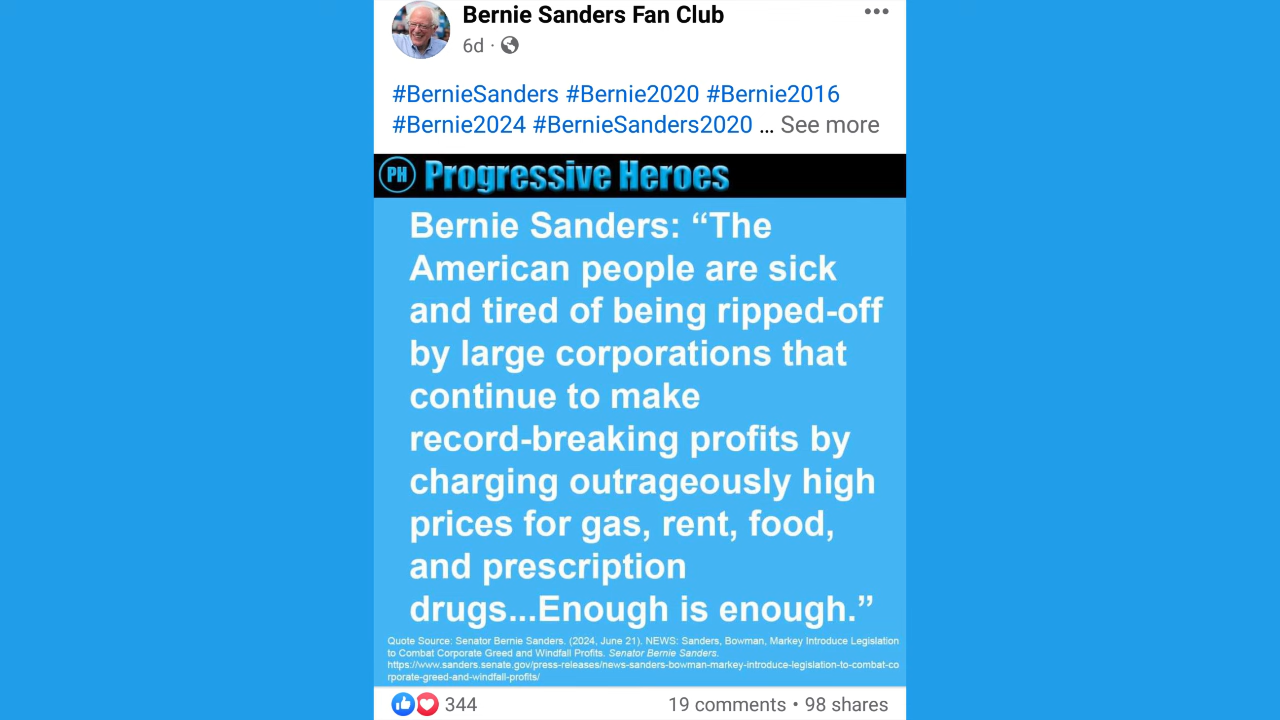 Bernie Sanders Fan Club
6d ·
#BernieSanders #Bernie2020 #Bernie2016
#Bernie2024 #BernieSanders2020 ... See more
PH Progressive Heroes
Bernie Sanders: “The
American people are sick
and tired of being ripped-off
by large corporations that
continue to make
record-breaking profits by
charging outrageously high
prices for gas, rent, food,
and prescription
drugs...Enough is enough.”
Quote Source: Senator Bernie Sanders. (2024, June 21). NEWS: Sanders, Bowman, Markey Introduce Legislation
to Combat Corporate Greed and Windfall Profits. Senator Bernie Sanders.
https://www.sanders.senate.gov/press-releases/news-sanders-bowman-markey-introduce-legislation-to-combat-co
rporate-greed-and-windfall-profits/
344 19 comments • 98 shares